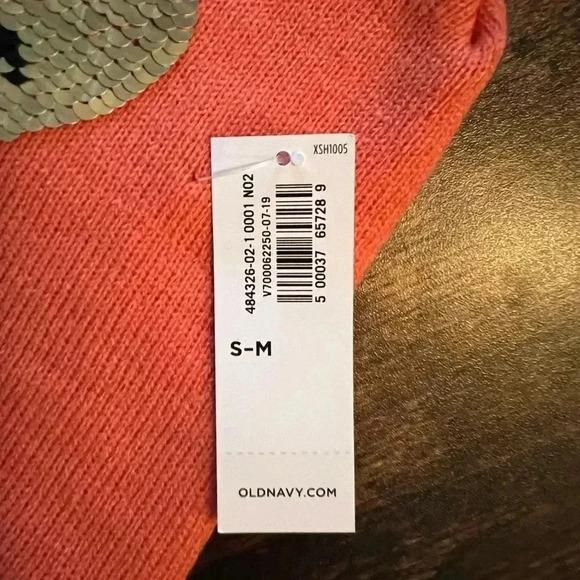 XSH1005
484326-02-1 0001 N02
V700062250-07-19
5 00037 65728 9
S-M
OLDNAVY.COM